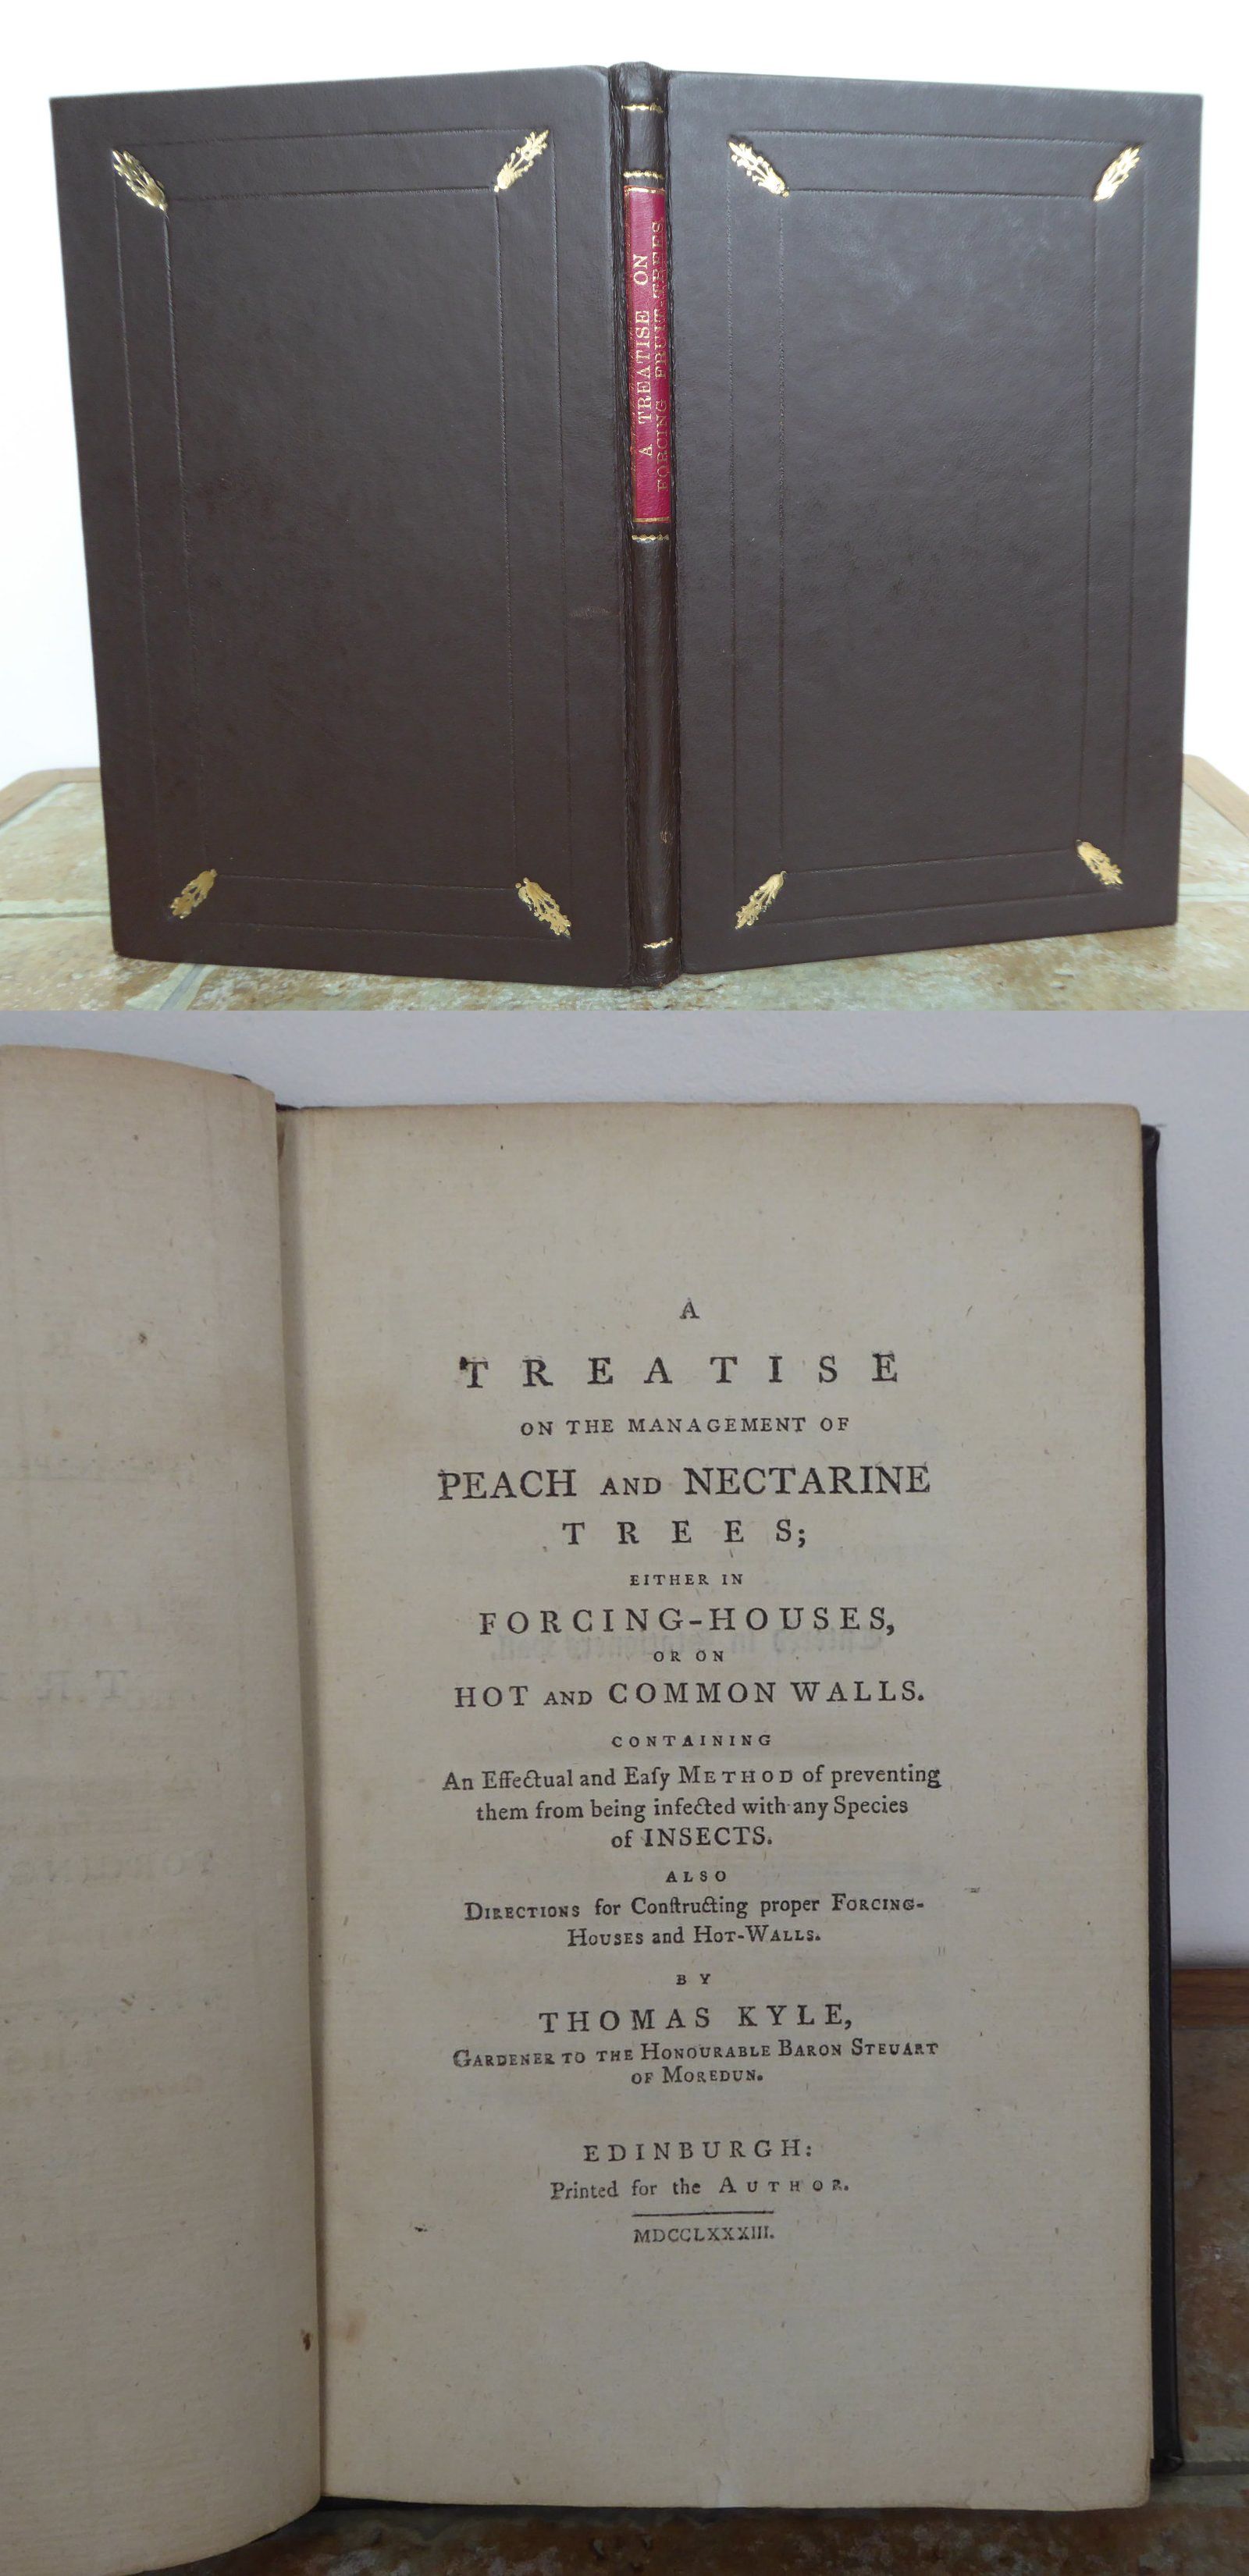 A TREATISE ON
FORCING FRUIT-TREES
A
TREATISE
ON THE MANAGEMENT OF
PEACH AND NECTARINE
TREES;
EITHER IN
FORCING-HOUSES,
OR ON
HOT AND COMMON WALLS.
CONTAINING
An Effectual and Eaſy METHOD of preventing
them from being infected with any Species
of INSECTS.
ALSO
DIRECTIONS for Conſtructing proper FORCING-
HOUSES and HOT-WALLS.
BY
THOMAS KYLE,
GARDENER TO THE HONOURABLE BARON STEUART
OF MOREDUN.
EDINBURGH:
Printed for the AUTHOR.
MDCCLXXXIII.